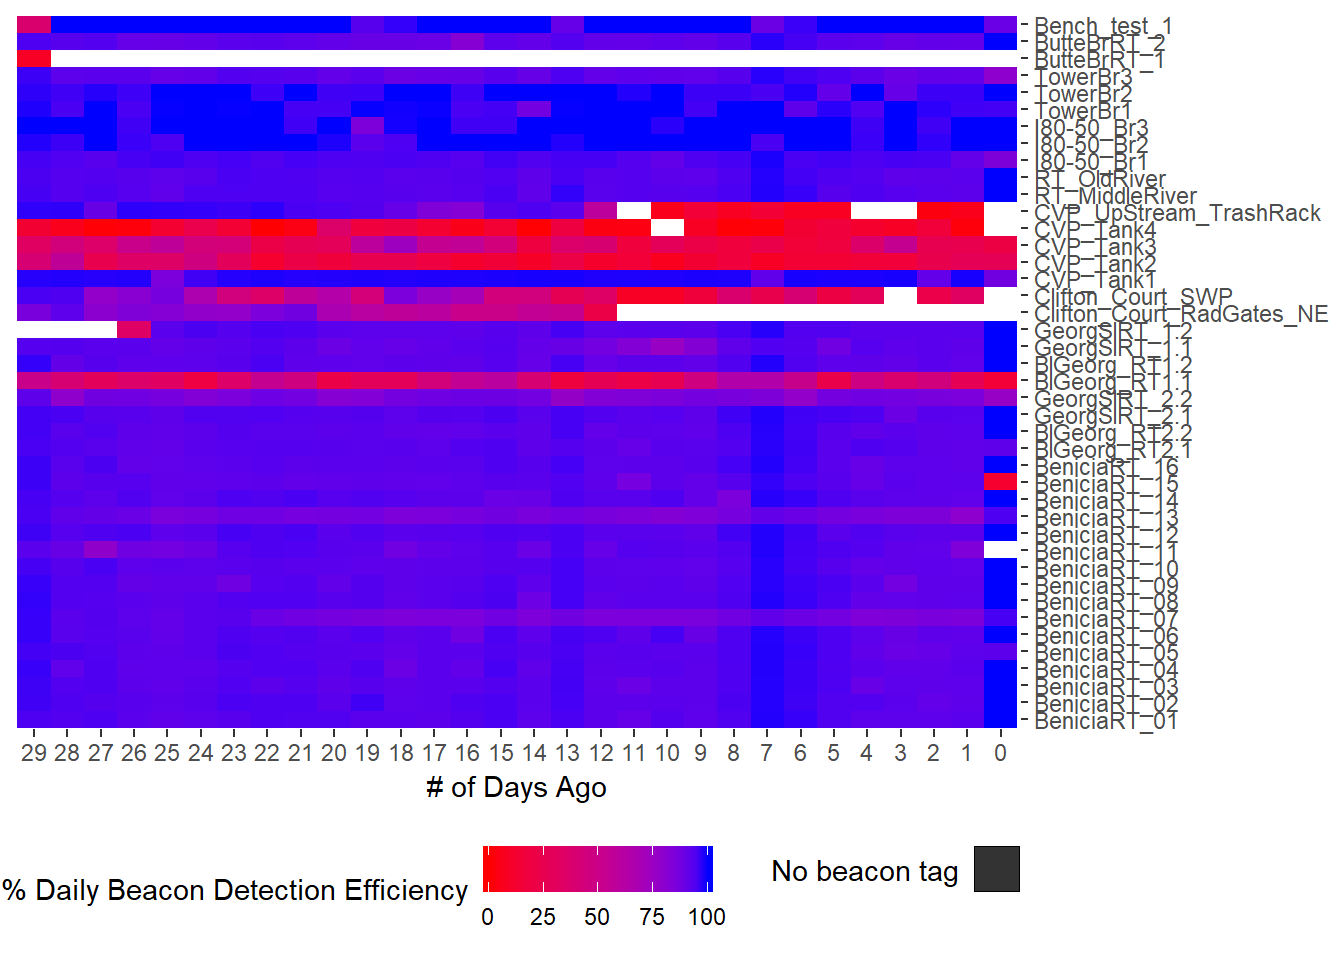 Bench_test_1
ButteBrRT_2
ButteBrRT_1
TowerBr3
TowerBr2
TowerBr1
I80-50_Br3
I80-50_Br2
I80-50_Br1
RT_OldRiver
RT_MiddleRiver
CVP_UpStream_TrashRack
CVP_Tank4
CVP_Tank3
CVP_Tank2
CVP_Tank1
Clifton_Court_SWP
Clifton_Court_RadGates_NE
GeorgSlRT_1.2
GeorgSlRT_1.1
BlGeorg_RT1.2
BlGeorg_RT1.1
GeorgSlRT_2.2
GeorgSlRT_2.1
BlGeorg_RT2.2
BlGeorg_RT2.1
BeniciaRT_16
BeniciaRT_15
BeniciaRT_14
BeniciaRT_13
BeniciaRT_12
BeniciaRT_11
BeniciaRT_10
BeniciaRT_09
BeniciaRT_08
BeniciaRT_07
BeniciaRT_06
BeniciaRT_05
BeniciaRT_04
BeniciaRT_03
BeniciaRT_02
BeniciaRT_01
29 28 27 26 25 24 23 22 21 20 19 18 17 16 15 14 13 12 11 10 9 8 7 6 5 4 3 2 1 0
# of Days Ago
% Daily Beacon Detection Efficiency
0 25 50 75 100
No beacon tag